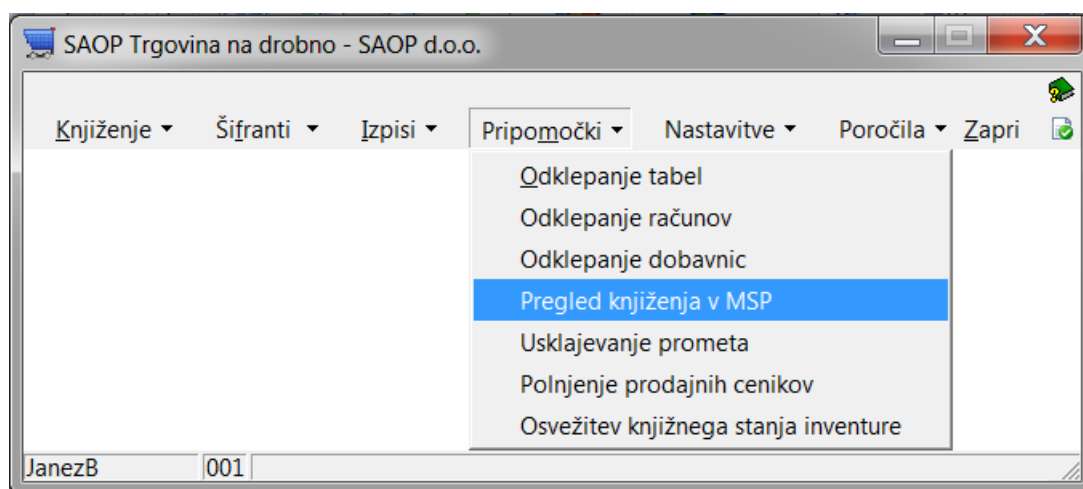 SAOP Trgovina na drobno - SAOP d.o.o.
Knjiženje Šifranti Izpisi Pripomočki Nastavitve Poročila Zapri
Odklepanje tabel
Odklepanje računov
Odklepanje dobavnic
Pregled knjiženja v MSP
Usklajevanje prometa
Polnjenje prodajnih cenikov
Osvežitev knjižnega stanja inventure
JanezB 001